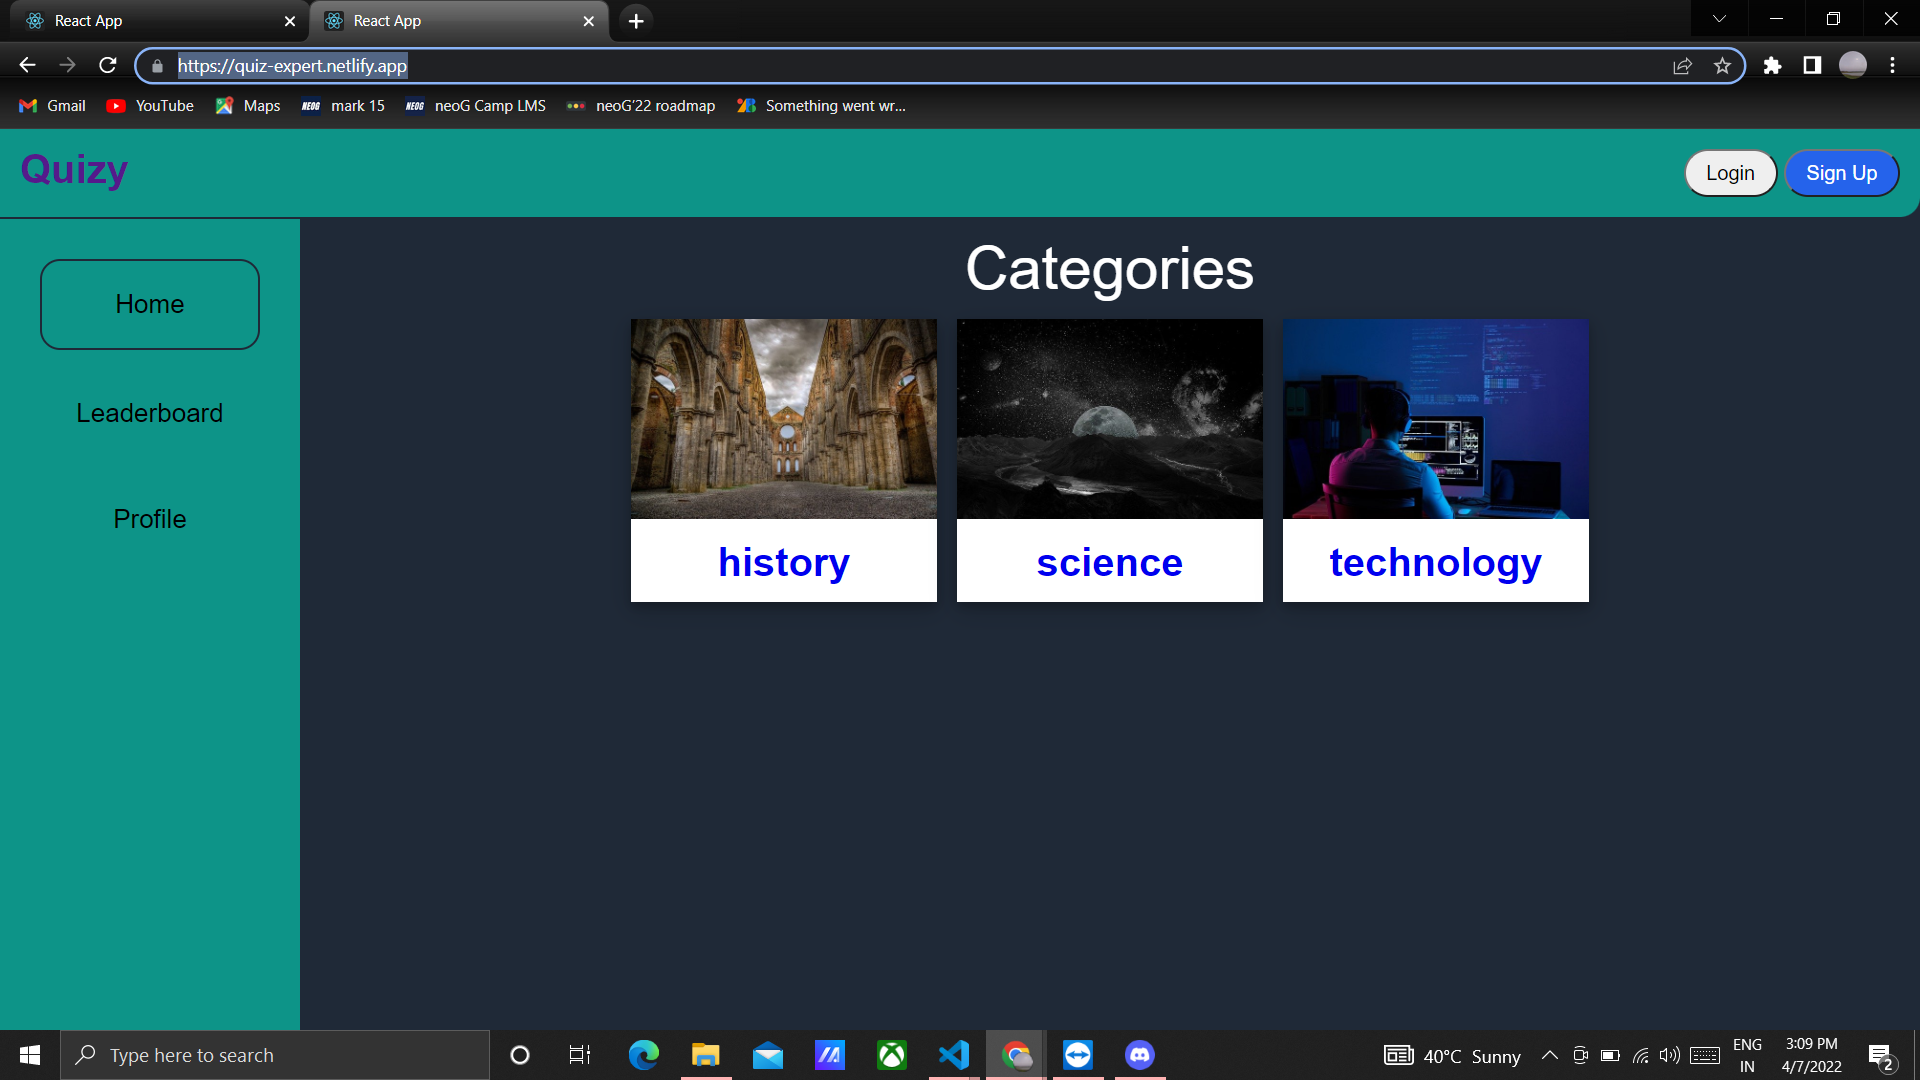 React App
React App
https://quiz-expert.netlify.app
Gmail
YouTube
Maps
NEOG mark 15
NEOG neoG Camp LMS
neoG'22 roadmap
Something went wr...
Quizy
Login
Sign Up
Home
Leaderboard
Profile
Categories
history
science
technology
Type here to search
40°C Sunny
ENG
IN
3:09 PM
4/7/2022
2